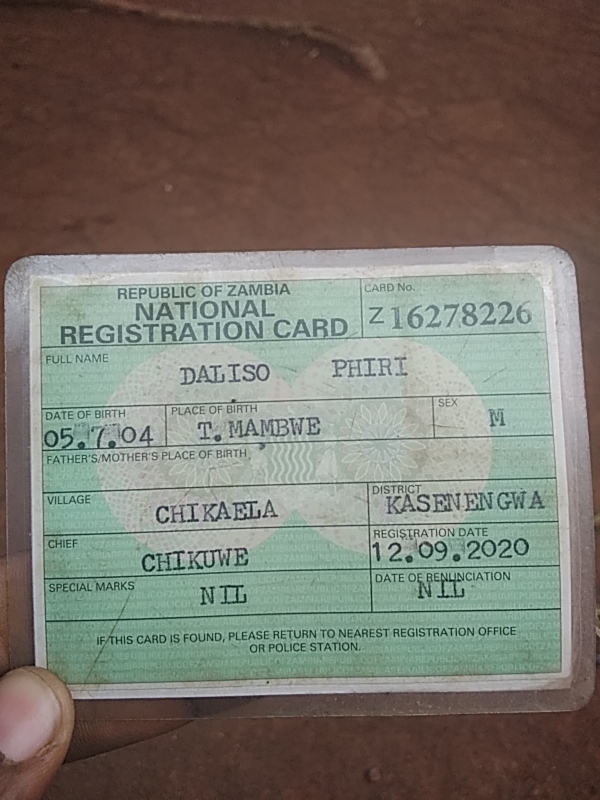 REPUBLIC OF ZAMBIA
NATIONAL
REGISTRATION CARD
CARD No.
Z 16278226
FULL NAME
DALISO PHIRI
DATE OF BIRTH
05.7.04
PLACE OF BIRTH
T. MAMBWE
SEX
M
FATHER'S/MOTHER'S PLACE OF BIRTH
VILLAGE
CHIKAELA
DISTRICT
KASENENGWA
CHIEF
CHIKUWE
REGISTRATION DATE
12.09.2020
SPECIAL MARKS
NIL
DATE OF RENUNCIATION
NIL
IF THIS CARD IS FOUND, PLEASE RETURN TO NEAREST REGISTRATION OFFICE
OR POLICE STATION.